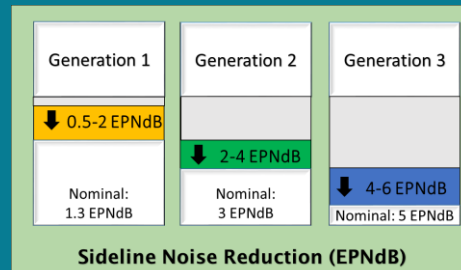 Generation 1
Generation 2
Generation 3
0.5-2 EPNdB
2-4 EPNdB
4-6 EPNdB
Nominal:
1.3 EPNdB
Nominal:
3 EPNdB
Nominal: 5 EPNdB
Sideline Noise Reduction (EPNdB)